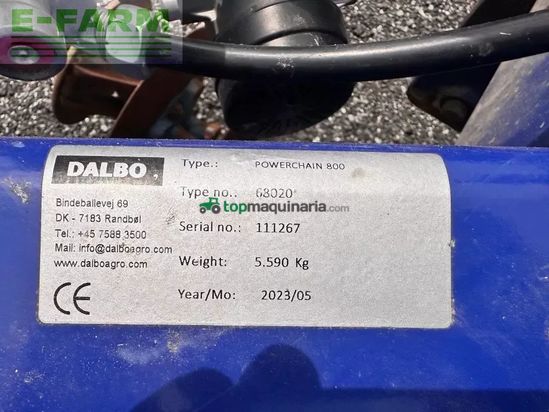 E-FARM
DALBO
Bindeballevej 69
DK - 7183 Randbøl
Tel.: +45 7588 3500
Mail: info@dalboagro.com
www.dalboagro.com
CE
Type.: POWERCHAIN 800
Type no.: 68020
topmaquinaria.com
Serial no.: 111267
Weight: 5.590 Kg
Year/Mo: 2023/05